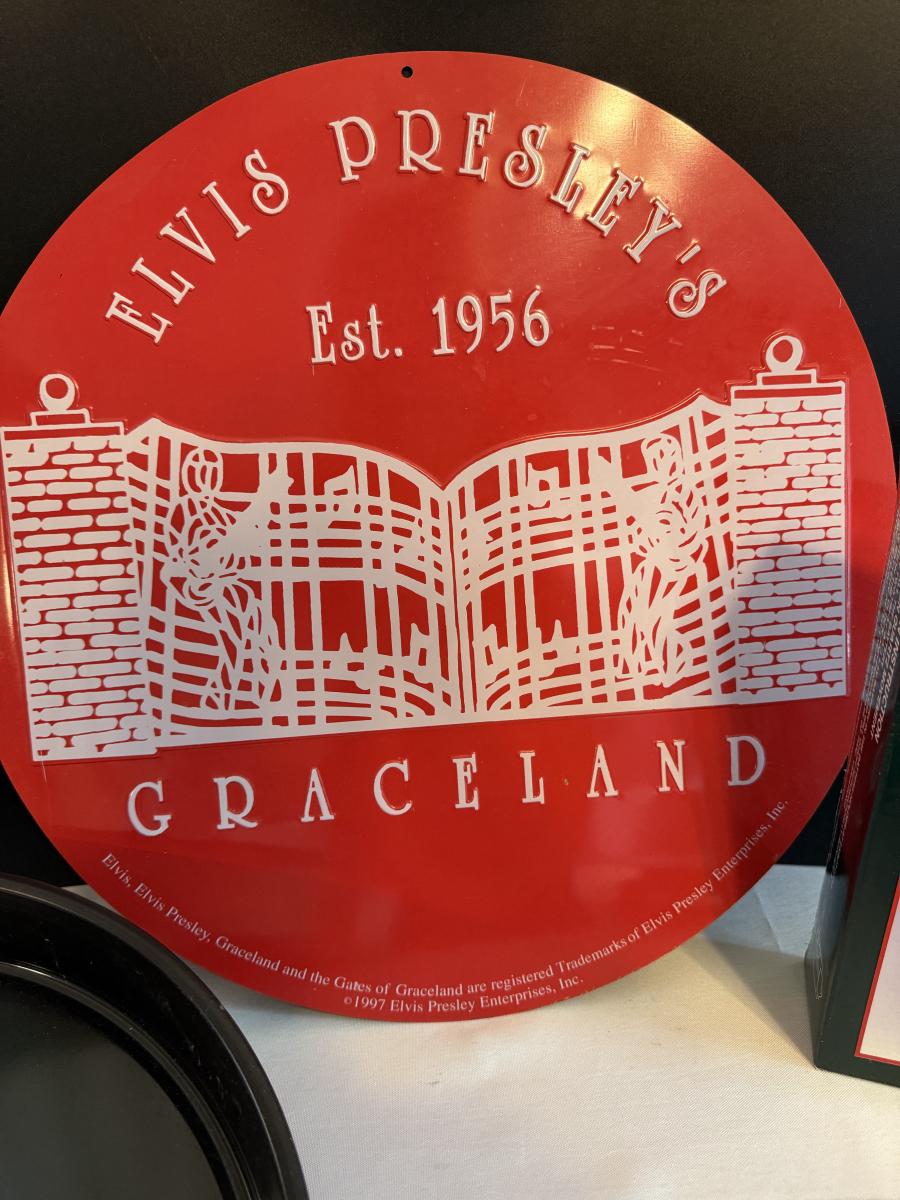 ELVIS PRESLEY'S
Est. 1956
GRACELAND
Elvis, Elvis Presley, Graceland and the Gates of Graceland are registered Trademarks of Elvis Presley Enterprises, Inc.
©1997 Elvis Presley Enterprises, Inc.